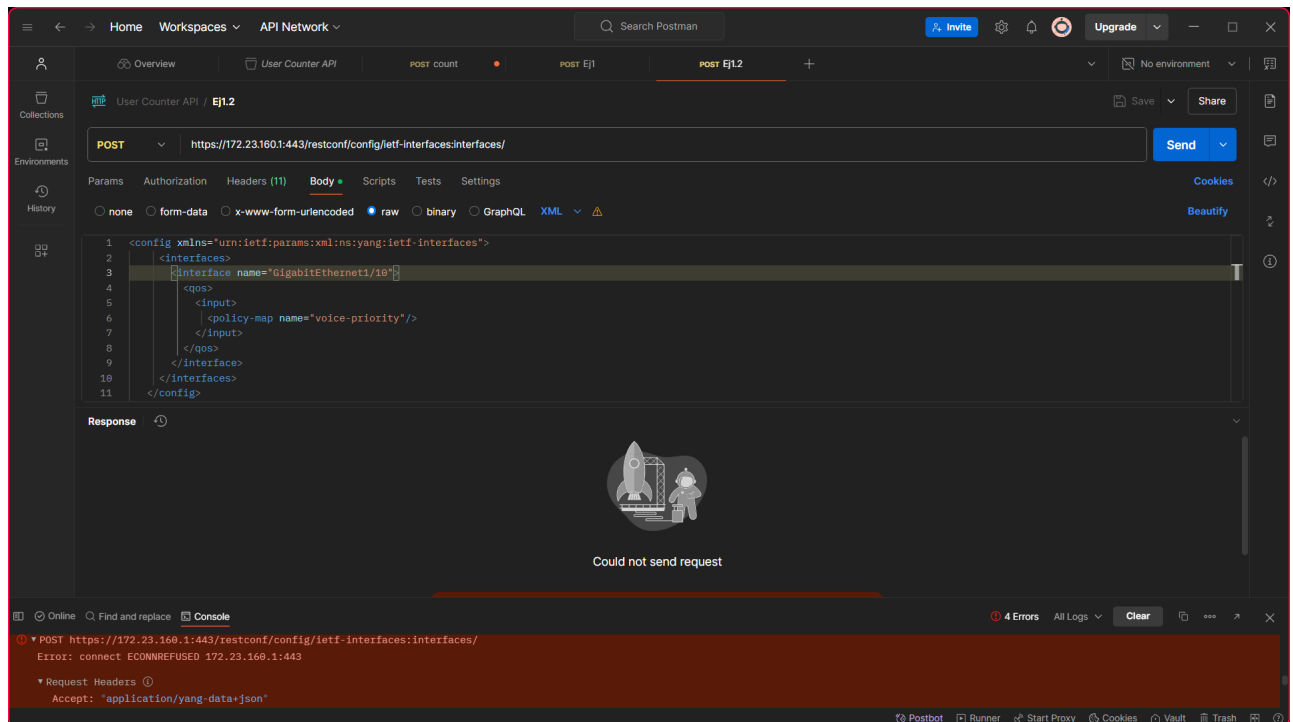 Home Workspaces API Network Search Postman Invite Upgrade
Overview User Counter API POST count POST Ej1 POST Ej1.2 No environment
Collections
Environments
History
HTTP User Counter API / Ej1.2 Save Share
POST https://172.23.160.1:443/restconf/config/ietf-interfaces:interfaces/ Send
Params Authorization Headers (11) Body Scripts Tests Settings Cookies
none form-data x-www-form-urlencoded raw binary GraphQL XML Beautify
1 <config xmlns="urn:ietf:params:xml:ns:yang:ietf-interfaces">
2 <interfaces>
3 <interface name="GigabitEthernet1/10">
4 <qos>
5 <input>
6 <policy-map name="voice-priority"/>
7 </input>
8 </qos>
9 </interface>
10 </interfaces>
11 </config>
Response
Could not send request
Online Find and replace Console 4 Errors All Logs Clear
POST https://172.23.160.1:443/restconf/config/ietf-interfaces:interfaces/
Error: connect ECONNREFUSED 172.23.160.1:443
Request Headers
Accept: "application/yang-data+json"
Postbot Runner Start Proxy Cookies Vault Trash